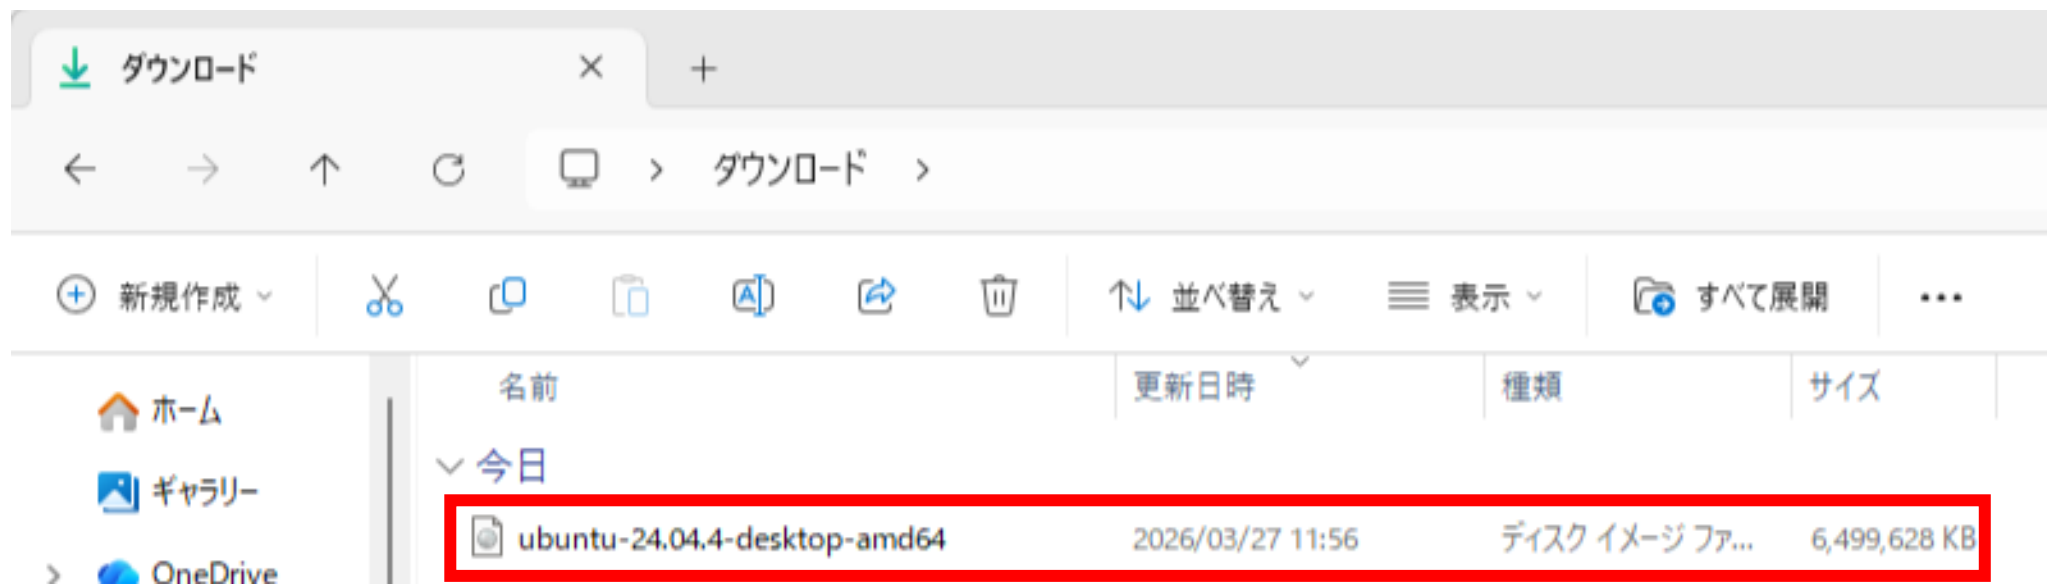 ダウンロード
ダウンロード
新規作成
並べ替え
表示
すべて展開
ホーム
ギャラリー
OneDrive
名前 更新日時 種類 サイズ
今日
ubuntu-24.04.4-desktop-amd64 2026/03/27 11:56 ディスク イメージ ファ... 6,499,628 KB